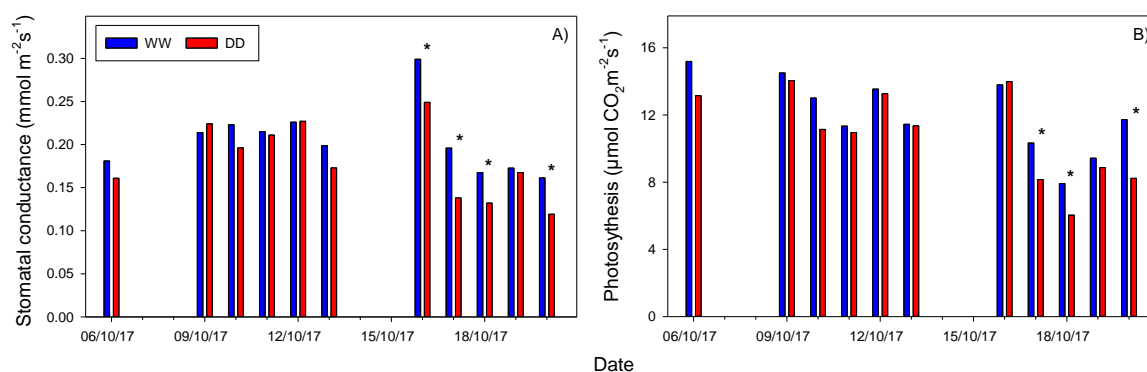 A)
WW DD
*
* * *
0.30
0.25
0.20
0.15
0.10
0.05
0.00
Stomatal conductance (mmol m⁻²s⁻¹)
06/10/17 09/10/17 12/10/17 15/10/17 18/10/17
B)
*
* *
16
12
8
4
0
Photosythesis (µmol CO₂m⁻²s⁻¹)
06/10/17 09/10/17 12/10/17 15/10/17 18/10/17
Date